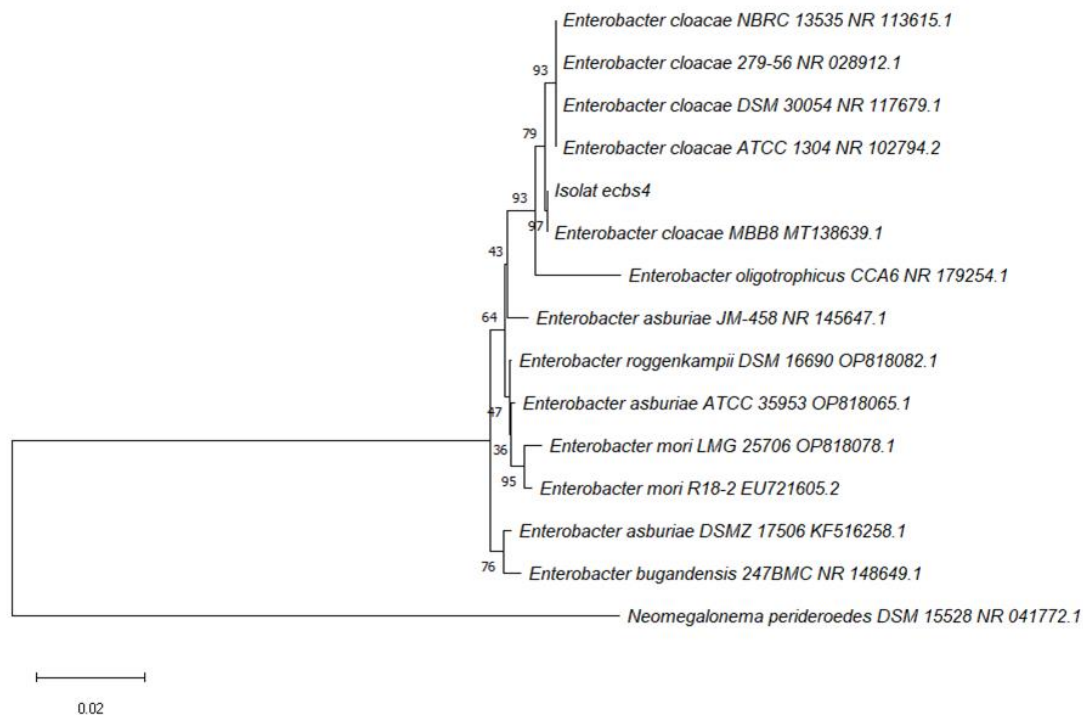 Enterobacter cloacae NBRC 13535 NR 113615.1
93
Enterobacter cloacae 279-56 NR 028912.1
Enterobacter cloacae DSM 30054 NR 117679.1
79
Enterobacter cloacae ATCC 1304 NR 102794.2
Isolat ecbs4
93
97
Enterobacter cloacae MBB8 MT138639.1
43
Enterobacter oligotrophicus CCA6 NR 179254.1
64
Enterobacter asburiae JM-458 NR 145647.1
Enterobacter roggenkampii DSM 16690 OP818082.1
47
Enterobacter asburiae ATCC 35953 OP818065.1
36
Enterobacter mori LMG 25706 OP818078.1
95
Enterobacter mori R18-2 EU721605.2
Enterobacter asburiae DSMZ 17506 KF516258.1
76
Enterobacter bugandensis 247BMC NR 148649.1
Neomegalonema perideroedes DSM 15528 NR 041772.1
0.02